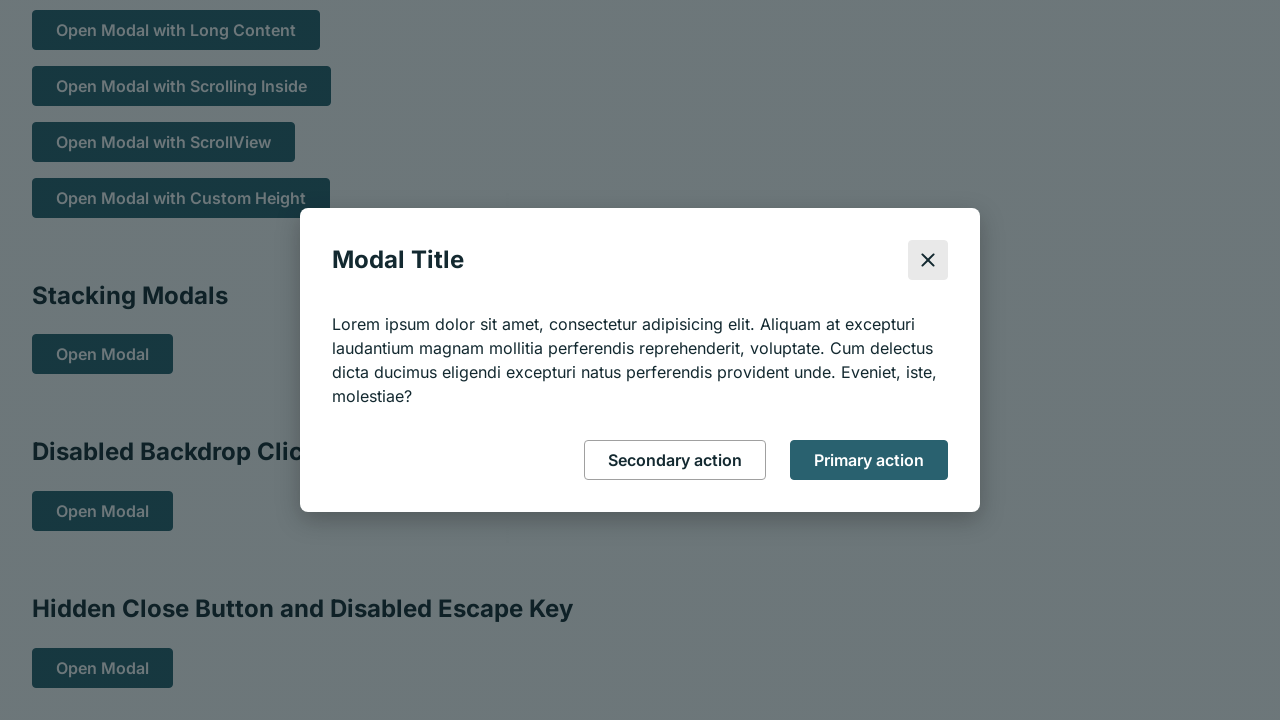 Open Modal with Long Content
Open Modal with Scrolling Inside
Open Modal with ScrollView
Open Modal with Custom Height
Modal Title
Lorem ipsum dolor sit amet, consectetur adipisicing elit. Aliquam at excepturi
laudantium magnam mollitia perferendis reprehenderit, voluptate. Cum delectus
dicta ducimus eligendi excepturi natus perferendis provident unde. Eveniet, iste,
molestiae?
Secondary action
Primary action
Stacking Modals
Open Modal
Disabled Backdrop Clic
Open Modal
Hidden Close Button and Disabled Escape Key
Open Modal